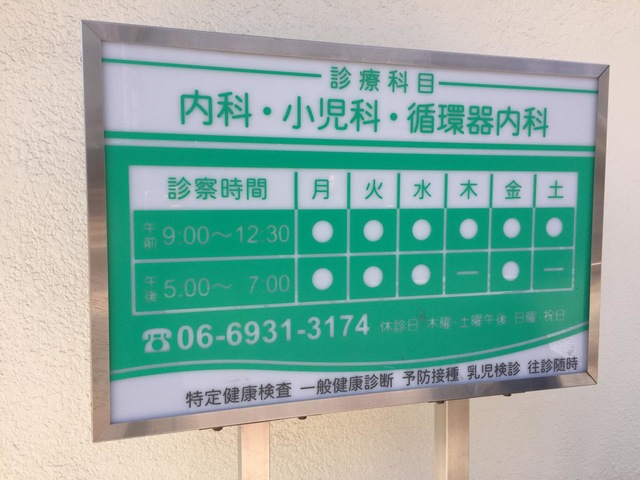 診療科目
内科・小児科・循環器内科
診察時間 月 火 水 木 金 土
午前 9:00〜12:30 ● ● ● ● ● ●
午後 5.00〜 7:00 ● ● ● — ● —
☎06-6931-3174 休診日 木曜・土曜午後、日曜、祝日
特定健康検査 一般健康診断 予防接種、乳児検診 往診随時